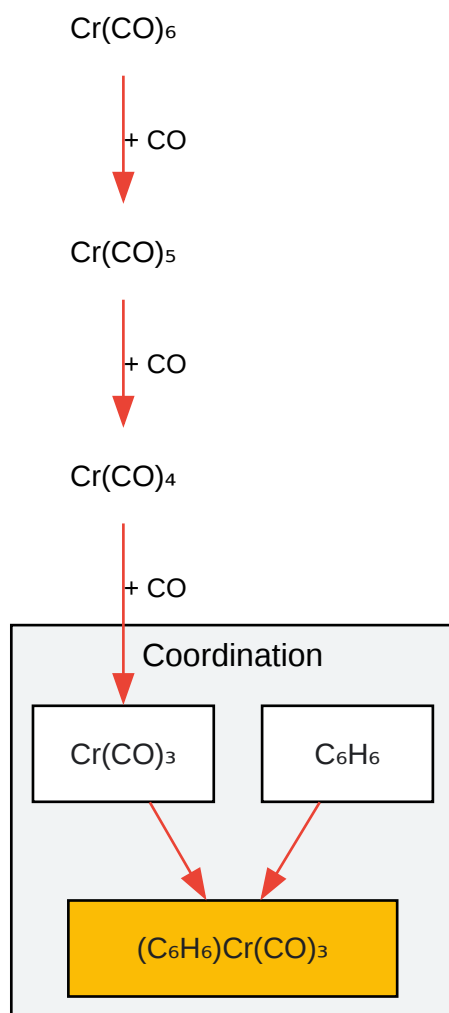 Cr(CO)₆
+ CO
Cr(CO)₅
+ CO
Cr(CO)₄
+ CO
Coordination
Cr(CO)₃
C₆H₆
(C₆H₆)Cr(CO)₃